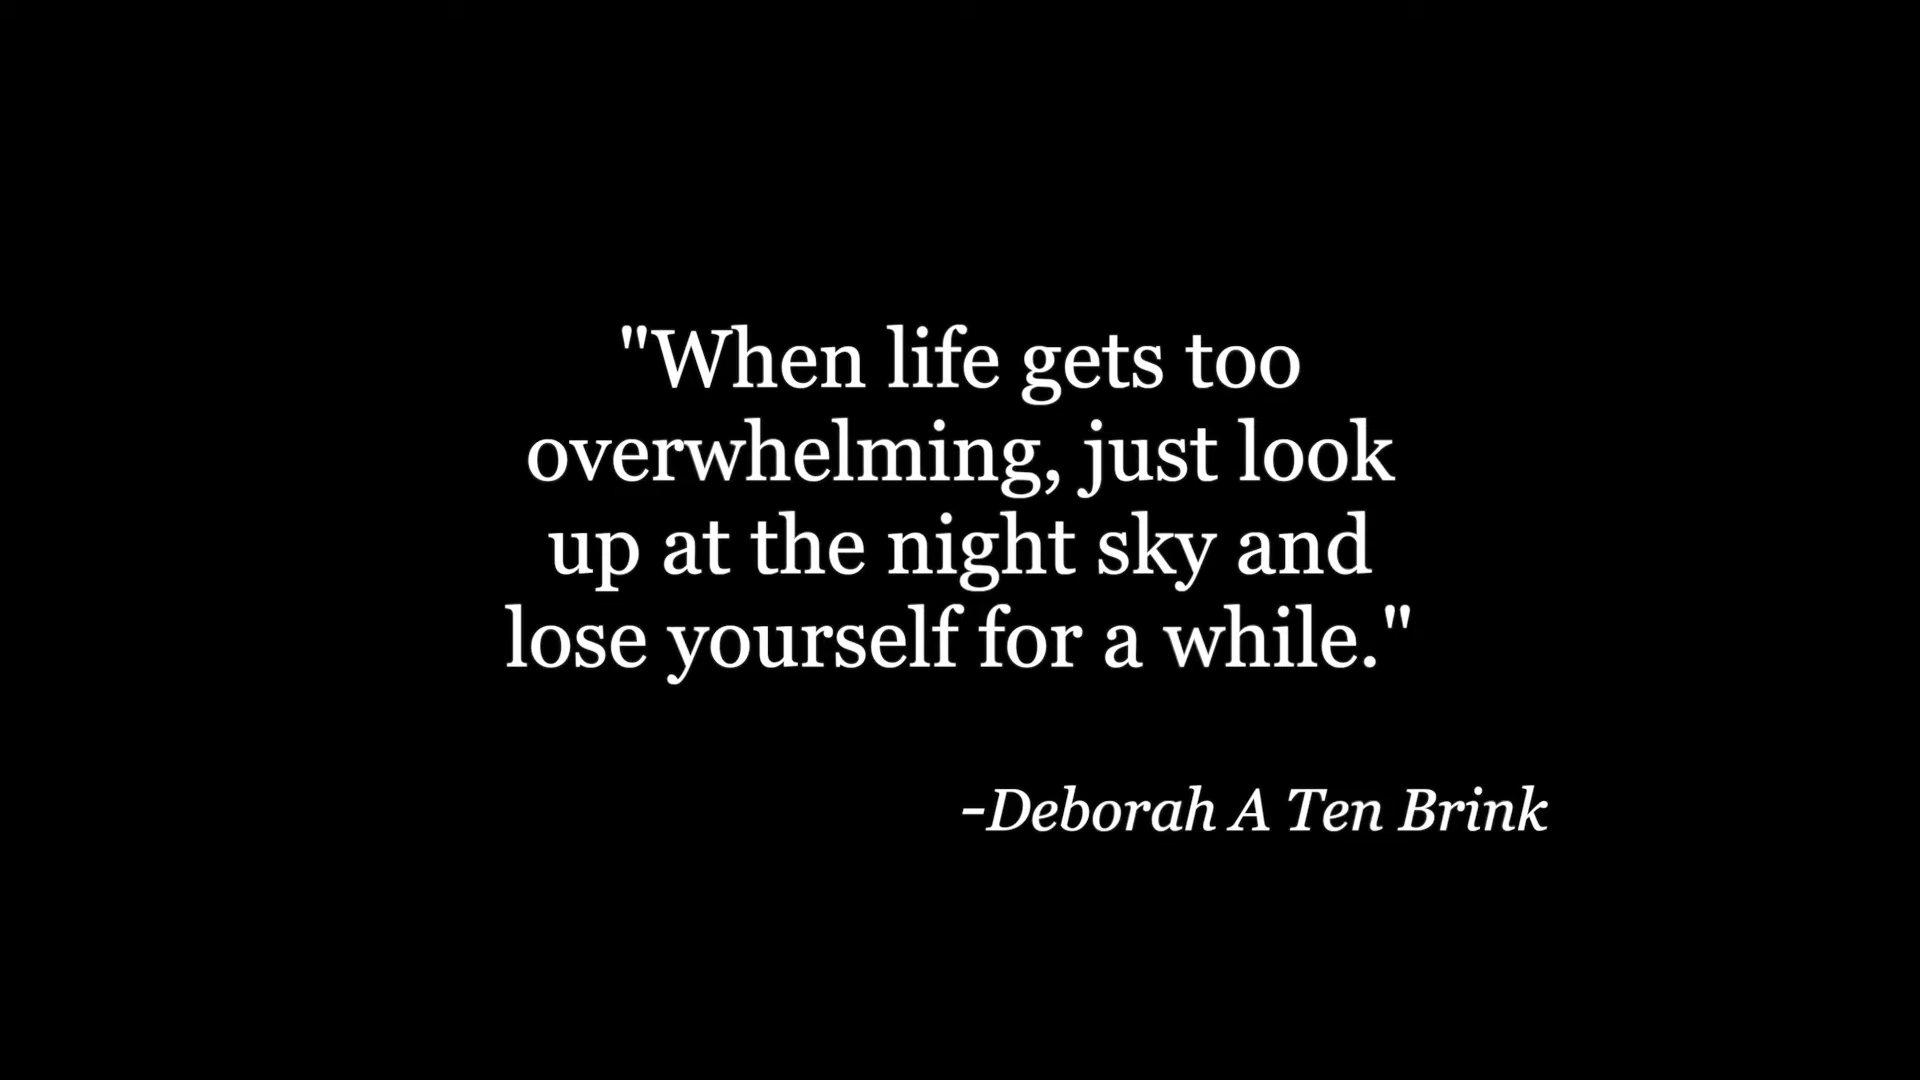 "When life gets too
overwhelming, just look
up at the night sky and
lose yourself for a while."
-Deborah A Ten Brink